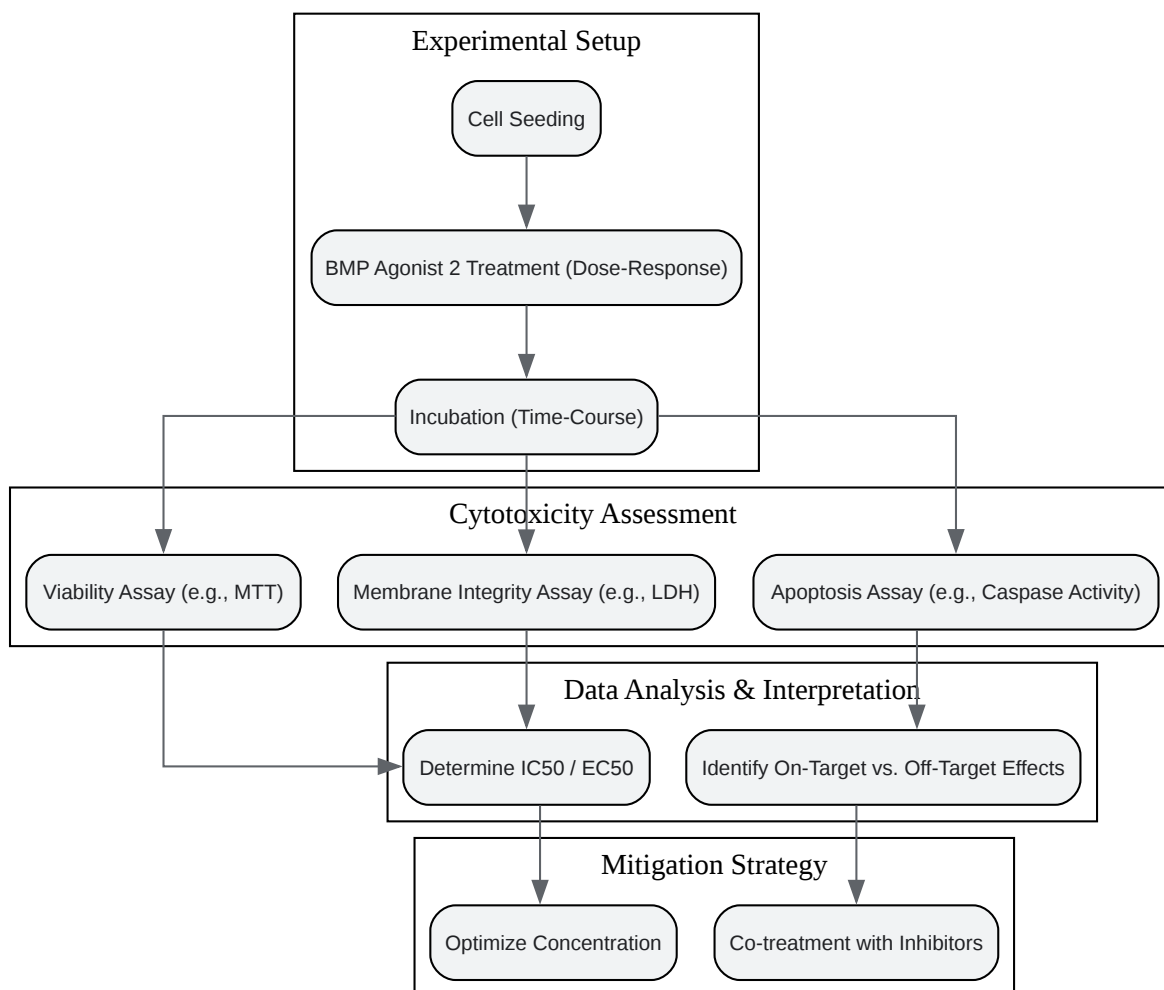 Experimental Setup
Cell Seeding
BMP Agonist 2 Treatment (Dose-Response)
Incubation (Time-Course)
Cytotoxicity Assessment
Viability Assay (e.g., MTT)
Membrane Integrity Assay (e.g., LDH)
Apoptosis Assay (e.g., Caspase Activity)
Data Analysis & Interpretation
Determine IC50 / EC50
Identify On-Target vs. Off-Target Effects
Mitigation Strategy
Optimize Concentration
Co-treatment with Inhibitors